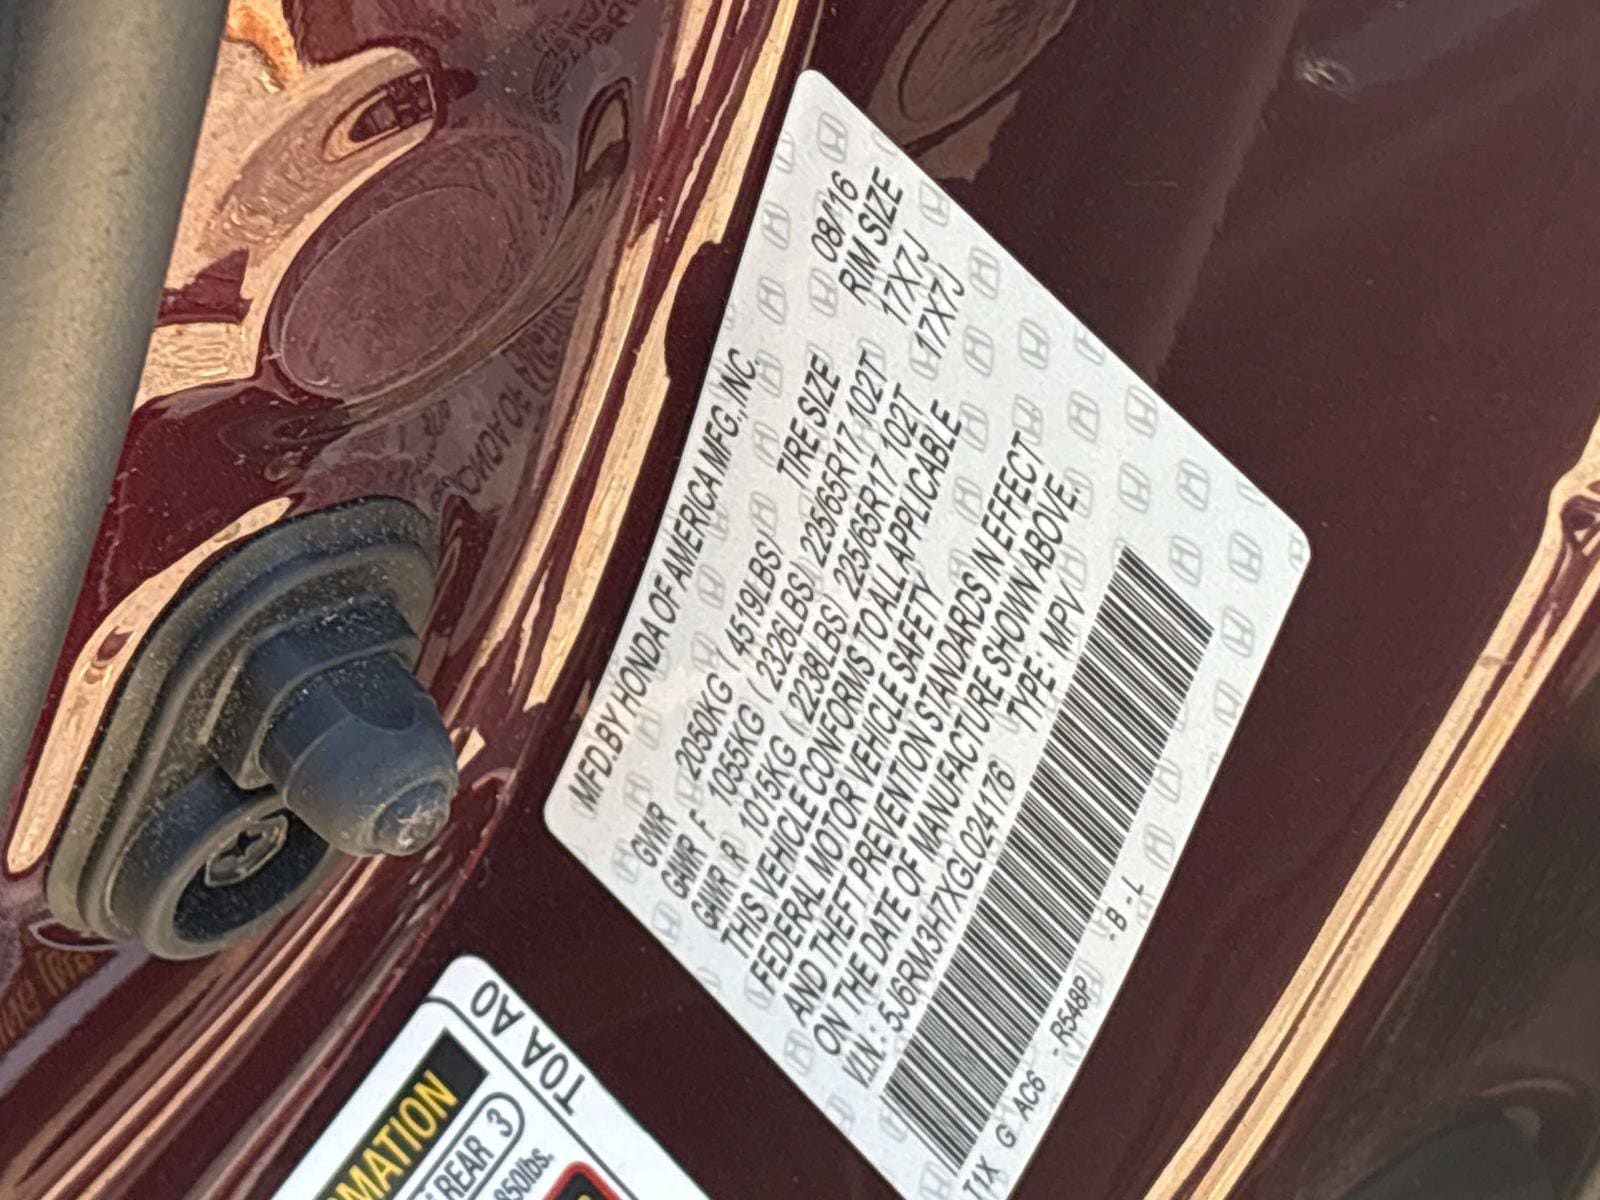 MFD.BY HONDA OF AMERICA MFG.,INC.
08/'16
GVWR 2050KG ( 4519LBS) TIRE SIZE RIM SIZE
GAWR F 1055KG ( 2326LBS) 225/65R17 102T 17X7J
GAWR R 1015KG ( 2238LBS) 225/65R17 102T 17X7J
THIS VEHICLE CONFORMS TO ALL APPLICABLE
FEDERAL MOTOR VEHICLE SAFETY
AND THEFT PREVENTION STANDARDS IN EFFECT
ON THE DATE OF MANUFACTURE SHOWN ABOVE.
V.I.N.: 5J6RM3H7XGL024176 TYPE: MPV
T1X G AC6 - R548P - B - L
T0A A0
REAR 3
850lbs.